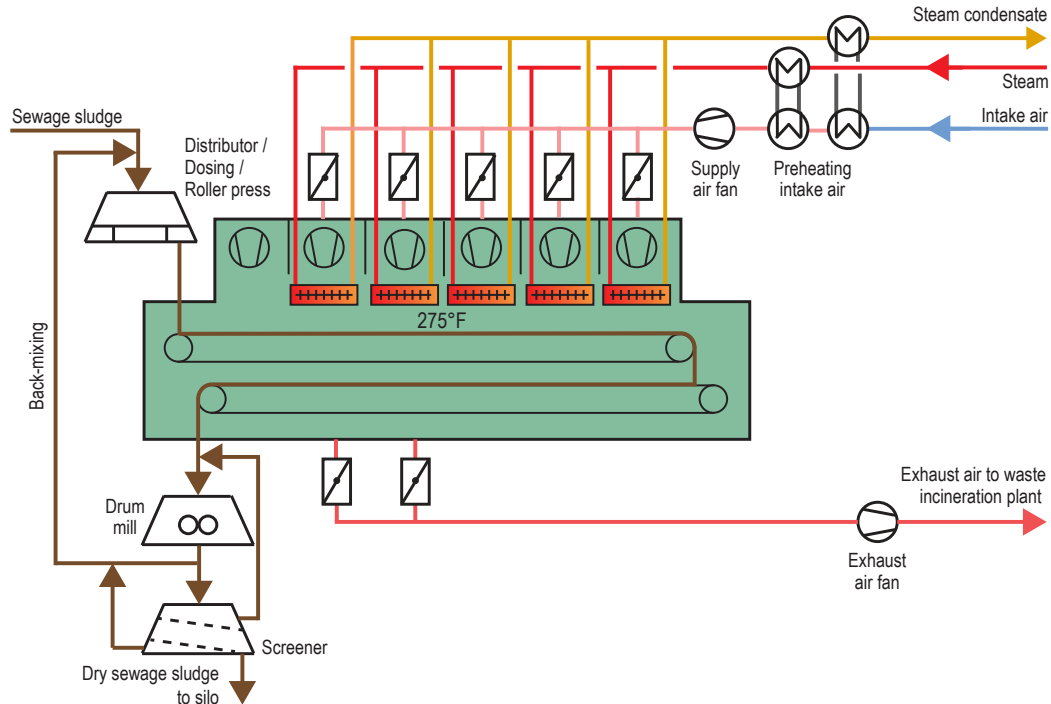 Steam condensate
Steam
Intake air
Sewage sludge
Distributor /
Dosing /
Roller press
Supply
air fan
Preheating
intake air
275°F
Back-mixing
Drum
mill
Exhaust air to waste
incineration plant
Exhaust
air fan
Screener
Dry sewage sludge
to silo